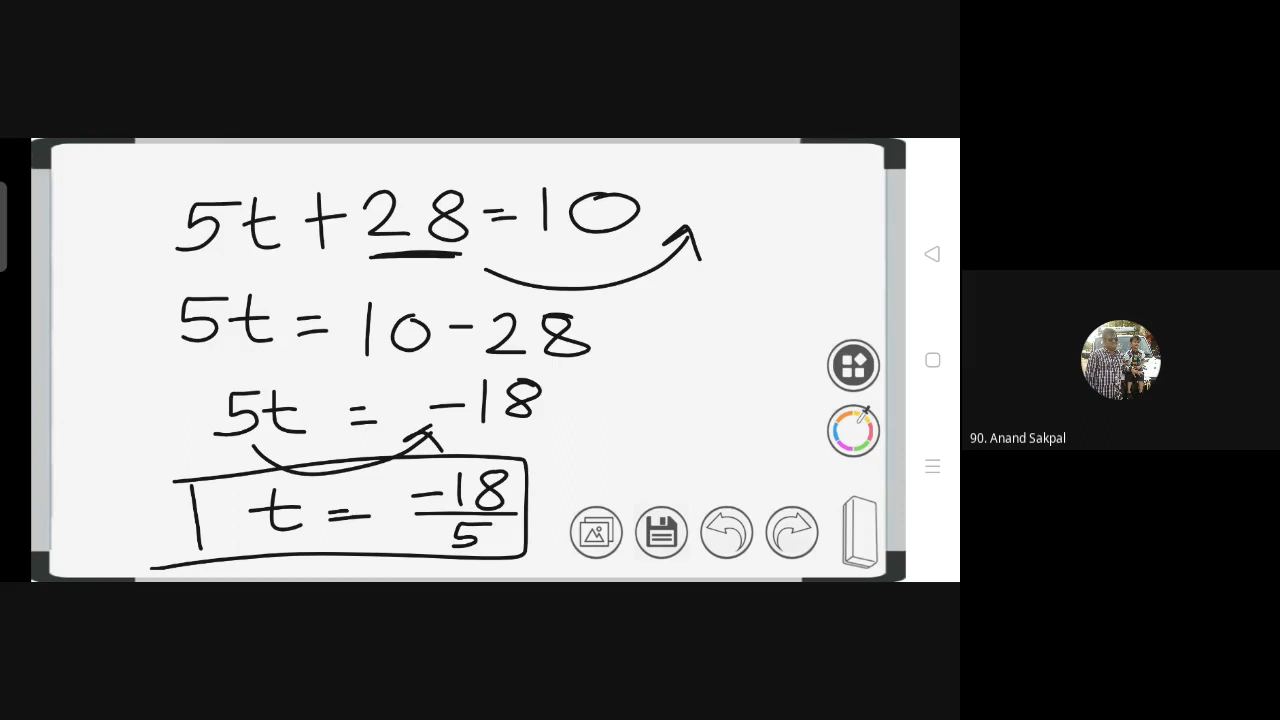 5t + 28 = 10
5t = 10 - 28
5t = -18
t = -18/5
90. Anand Sakpal